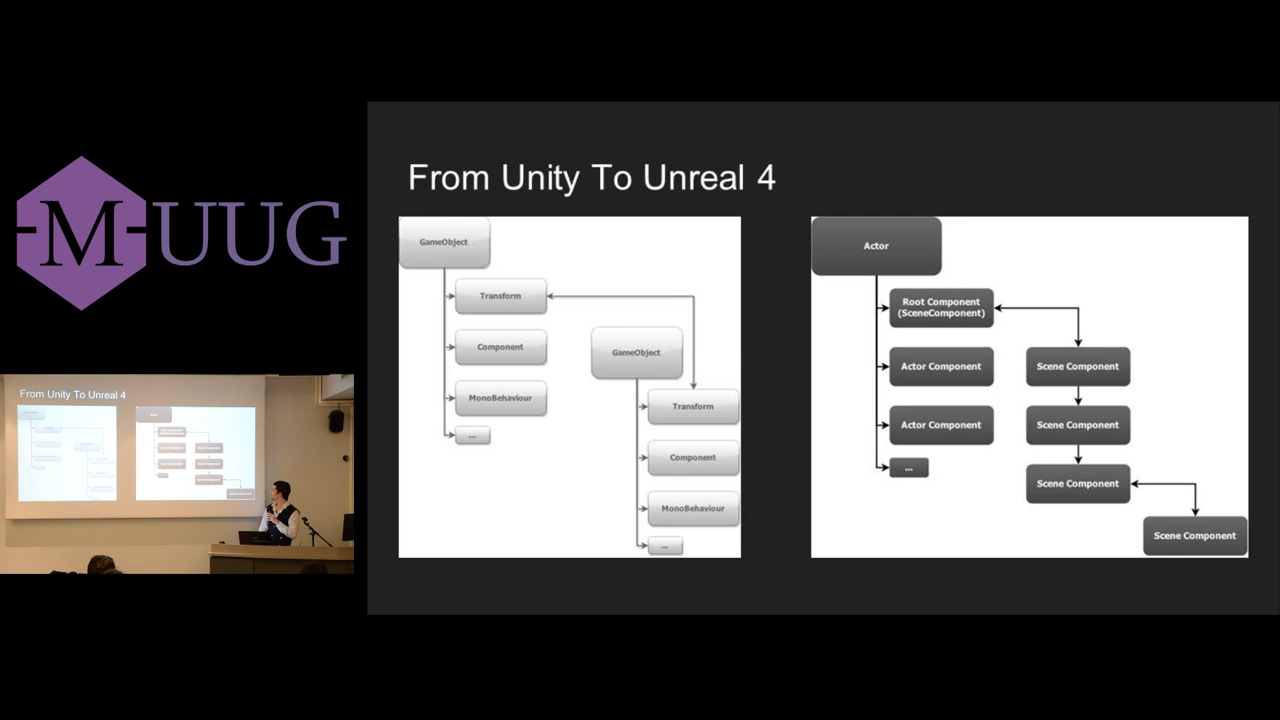 M UUG
From Unity To Unreal 4
GameObject
Transform
Component
MonoBehaviour
...
GameObject
Transform
Component
MonoBehaviour
...
Actor
Root Component
(SceneComponent)
Actor Component
Actor Component
...
Scene Component
Scene Component
Scene Component
Scene Component
From Unity To Unreal 4